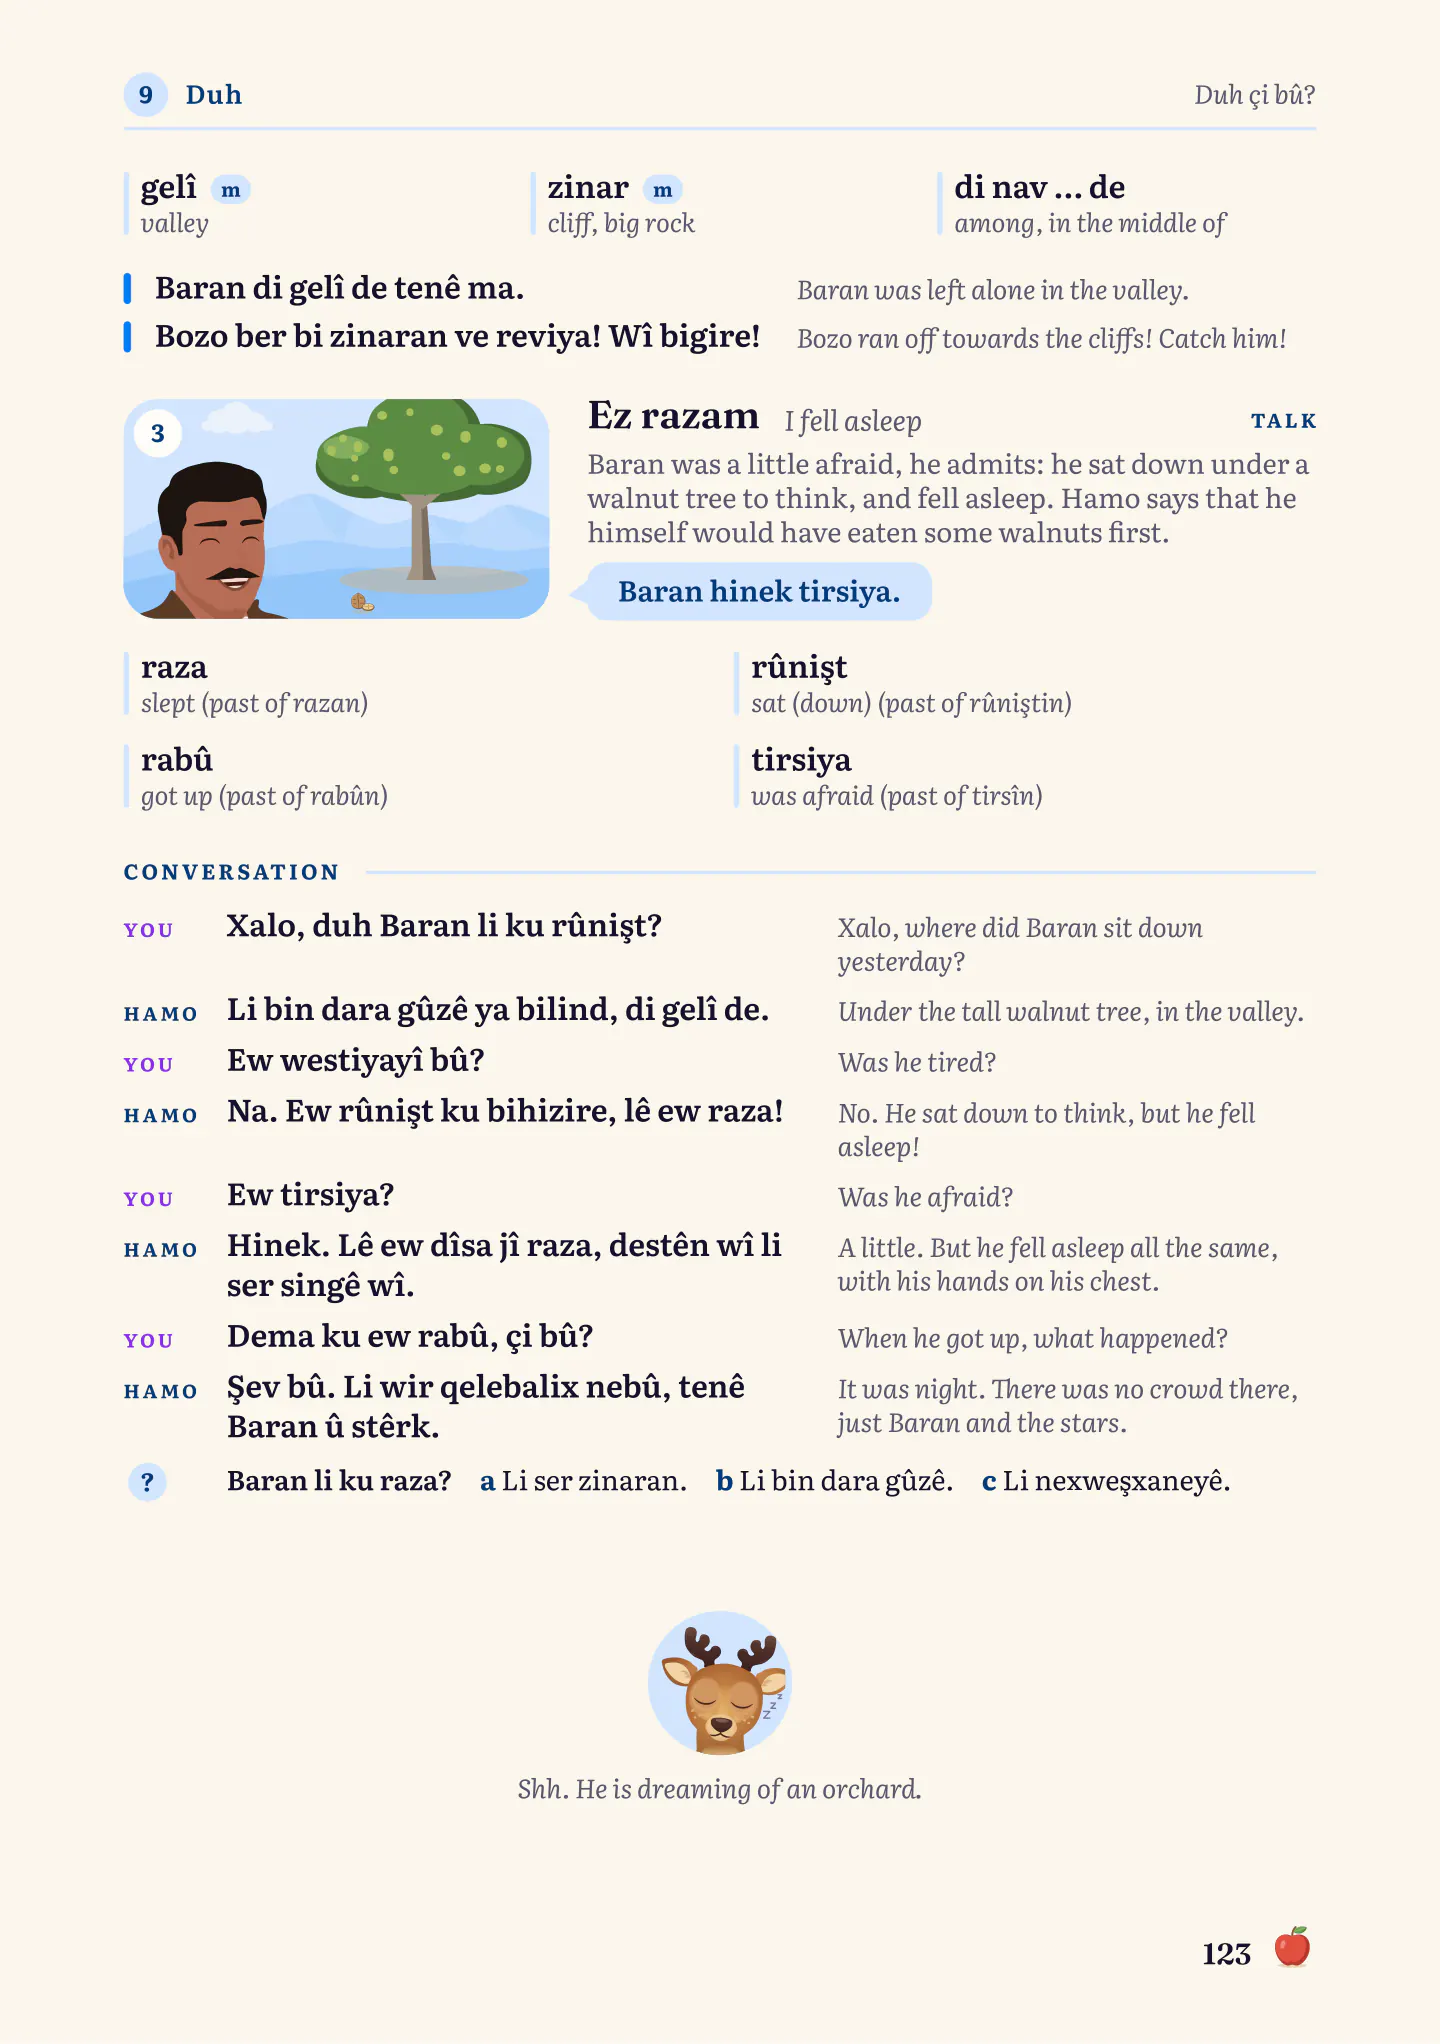 9 Duh
Duh çi bû?
gelî m
valley
zinar m
cliff, big rock
di nav … de
among, in the middle of
Baran di gelî de tenê ma.
Baran was left alone in the valley.
Bozo ber bi zinaran ve reviya! Wî bigire!
Bozo ran off towards the cliffs! Catch him!
3
Ez razam I fell asleep TALK
Baran was a little afraid, he admits: he sat down under a
walnut tree to think, and fell asleep. Hamo says that he
himself would have eaten some walnuts first.
Baran hinek tirsiya.
raza
slept (past of razan)
rûnişt
sat (down) (past of rûniştin)
rabû
got up (past of rabûn)
tirsiya
was afraid (past of tirsîn)
CONVERSATION
YOU Xalo, duh Baran li ku rûnişt?
Xalo, where did Baran sit down
yesterday?
HAMO Li bin dara gûzê ya bilind, di gelî de.
Under the tall walnut tree, in the valley.
YOU Ew westiyayî bû?
Was he tired?
HAMO Na. Ew rûnişt ku bihizire, lê ew raza!
No. He sat down to think, but he fell
asleep!
YOU Ew tirsiya?
Was he afraid?
HAMO Hinek. Lê ew dîsa jî raza, destên wî li
ser singê wî.
A little. But he fell asleep all the same,
with his hands on his chest.
YOU Dema ku ew rabû, çi bû?
When he got up, what happened?
HAMO Şev bû. Li wir qelebalix nebû, tenê
Baran û stêrk.
It was night. There was no crowd there,
just Baran and the stars.
? Baran li ku raza? a Li ser zinaran. b Li bin dara gûzê. c Li nexweşxaneyê.
z z z
Shh. He is dreaming of an orchard.
123